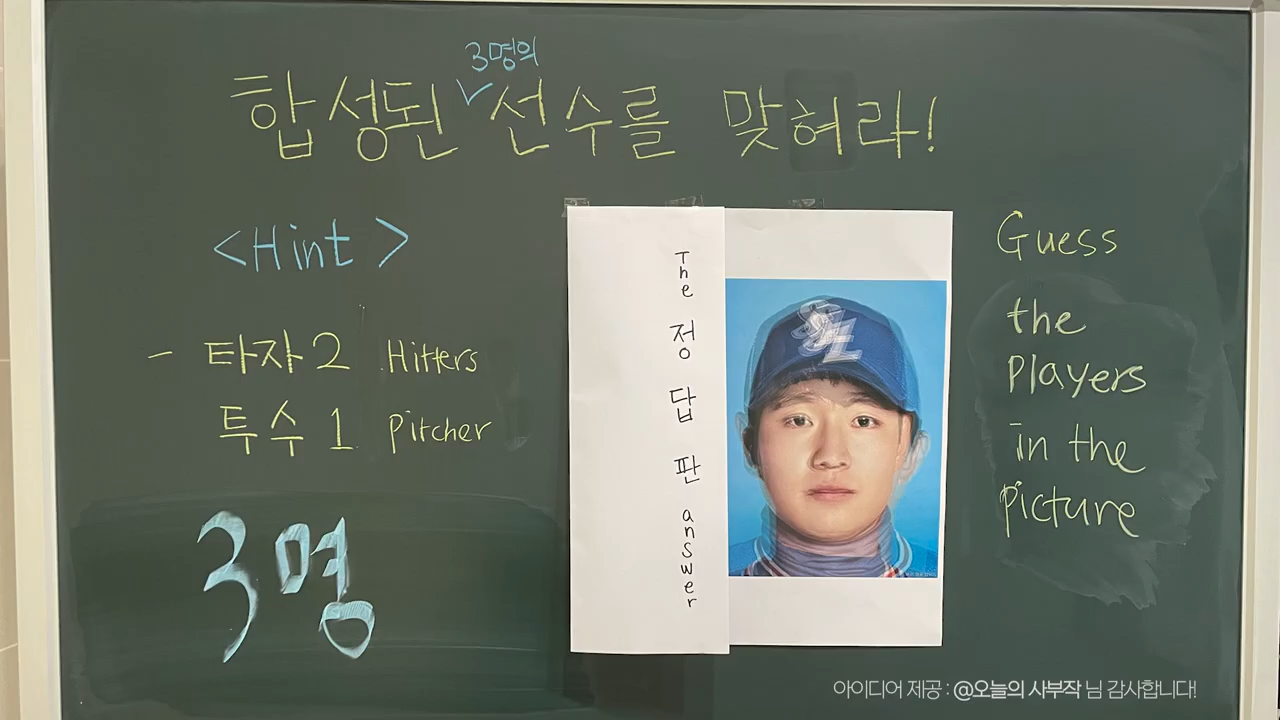 3명의
합성된 ✓ 선수를 맞혀라!
<Hint>
- 타자 2 Hitters
투수 1 Pitcher
3명
The 정답판 answer
SL
Guess
the
Players
in the
picture
아이디어 제공 : @오늘의 사부작 님 감사합니다!